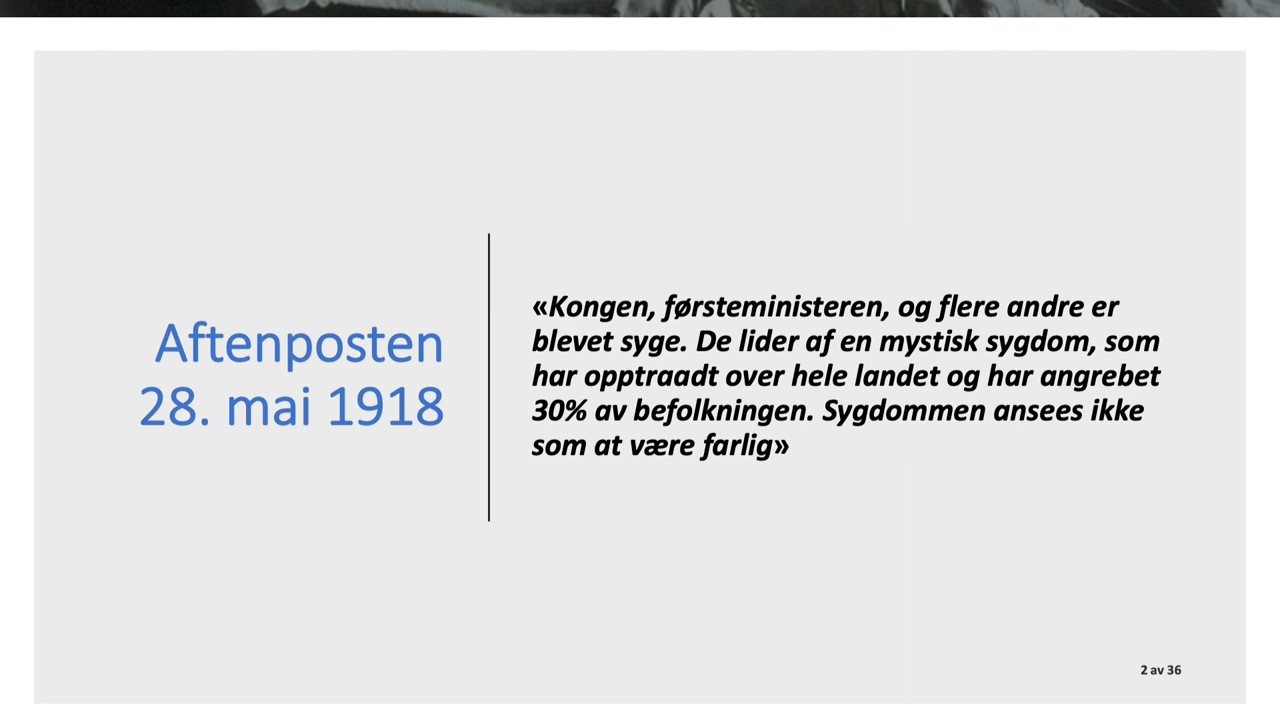 Aftenposten
28. mai 1918
«Kongen, førsteministeren, og flere andre er
blevet syge. De lider af en mystisk sygdom, som
har opptraadt over hele landet og har angrebet
30% av befolkningen. Sygdommen ansees ikke
som at være farlig»
2 av 36